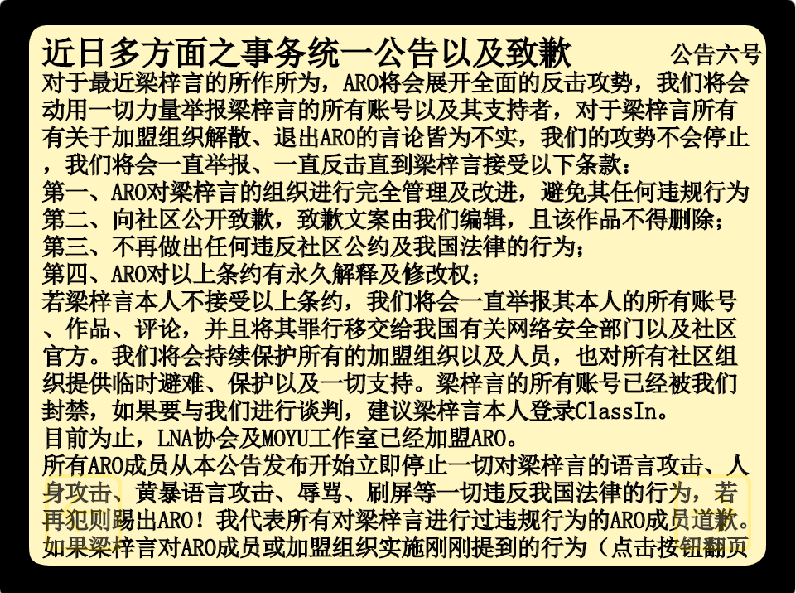 近日多方面之事务统一公告以及致歉 公告六号
对于最近梁梓言的所作所为，ARO将会展开全面的反击攻势，我们将会
动用一切力量举报梁梓言的所有账号以及其支持者，对于梁梓言所有
有关于加盟组织解散、退出ARO的言论皆为不实，我们的攻势不会停止
，我们将会一直举报、一直反击直到梁梓言接受以下条款：
第一、ARO对梁梓言的组织进行完全管理及改进，避免其任何违规行为
第二、向社区公开致歉，致歉文案由我们编辑，且该作品不得删除；
第三、不再做出任何违反社区公约及我国法律的行为；
第四、ARO对以上条约有永久解释及修改权；
若梁梓言本人不接受以上条约，我们将会一直举报其本人的所有账号
、作品、评论，并且将其罪行移交给我国有关网络安全部门以及社区
官方。我们将会持续保护所有的加盟组织以及人员，也对所有社区组
织提供临时避难、保护以及一切支持。梁梓言的所有账号已经被我们
封禁，如果要与我们进行谈判，建议梁梓言本人登录ClassIn。
目前为止，LNA协会及MOYU工作室已经加盟ARO。
所有ARO成员从本公告发布开始立即停止一切对梁梓言的语言攻击、人
身攻击、黄暴语言攻击、辱骂、刷屏等一切违反我国法律的行为，若
再犯则踢出ARO！我代表所有对梁梓言进行过违规行为的ARO成员道歉。
如果梁梓言对ARO成员或加盟组织实施刚刚提到的行为（点击按钮翻页